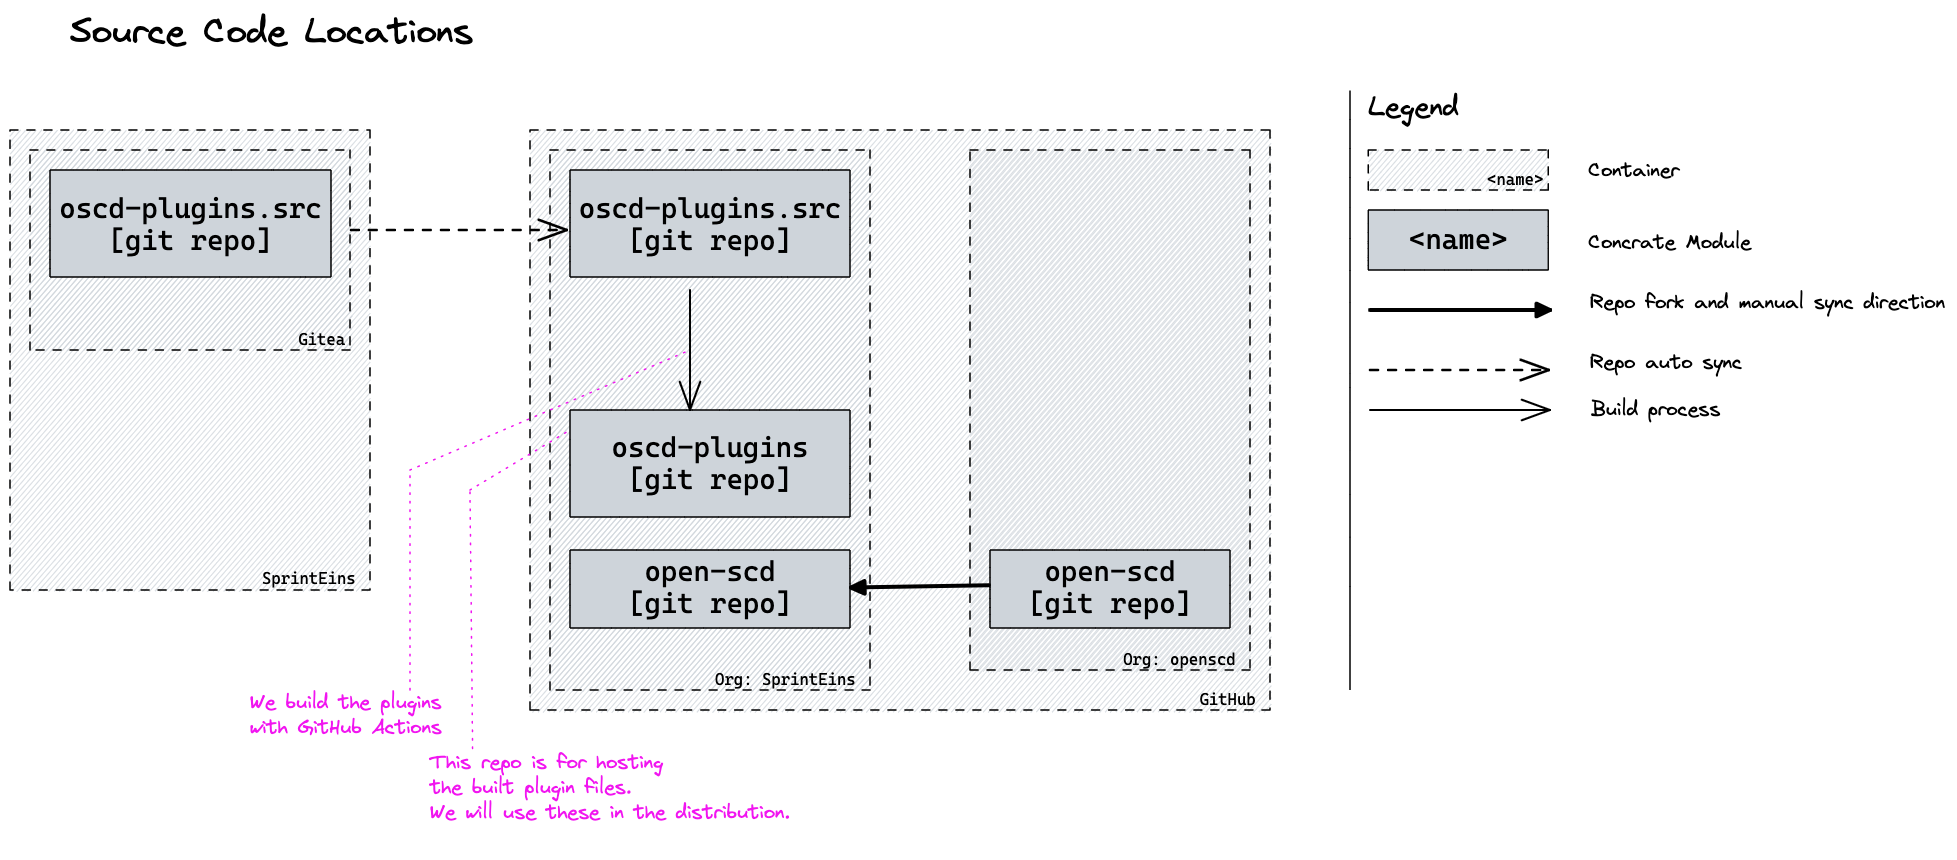 Source Code Locations
oscd-plugins.src
[git repo]
Gitea
SprintEins
oscd-plugins.src
[git repo]
oscd-plugins
[git repo]
open-scd
[git repo]
Org: SprintEins
open-scd
[git repo]
Org: openscd
GitHub
We build the plugins
with GitHub Actions
This repo is for hosting
the built plugin files.
We will use these in the distribution.
Legend
<name>
Container
<name>
Concrate Module
Repo fork and manual sync direction
Repo auto sync
Build process